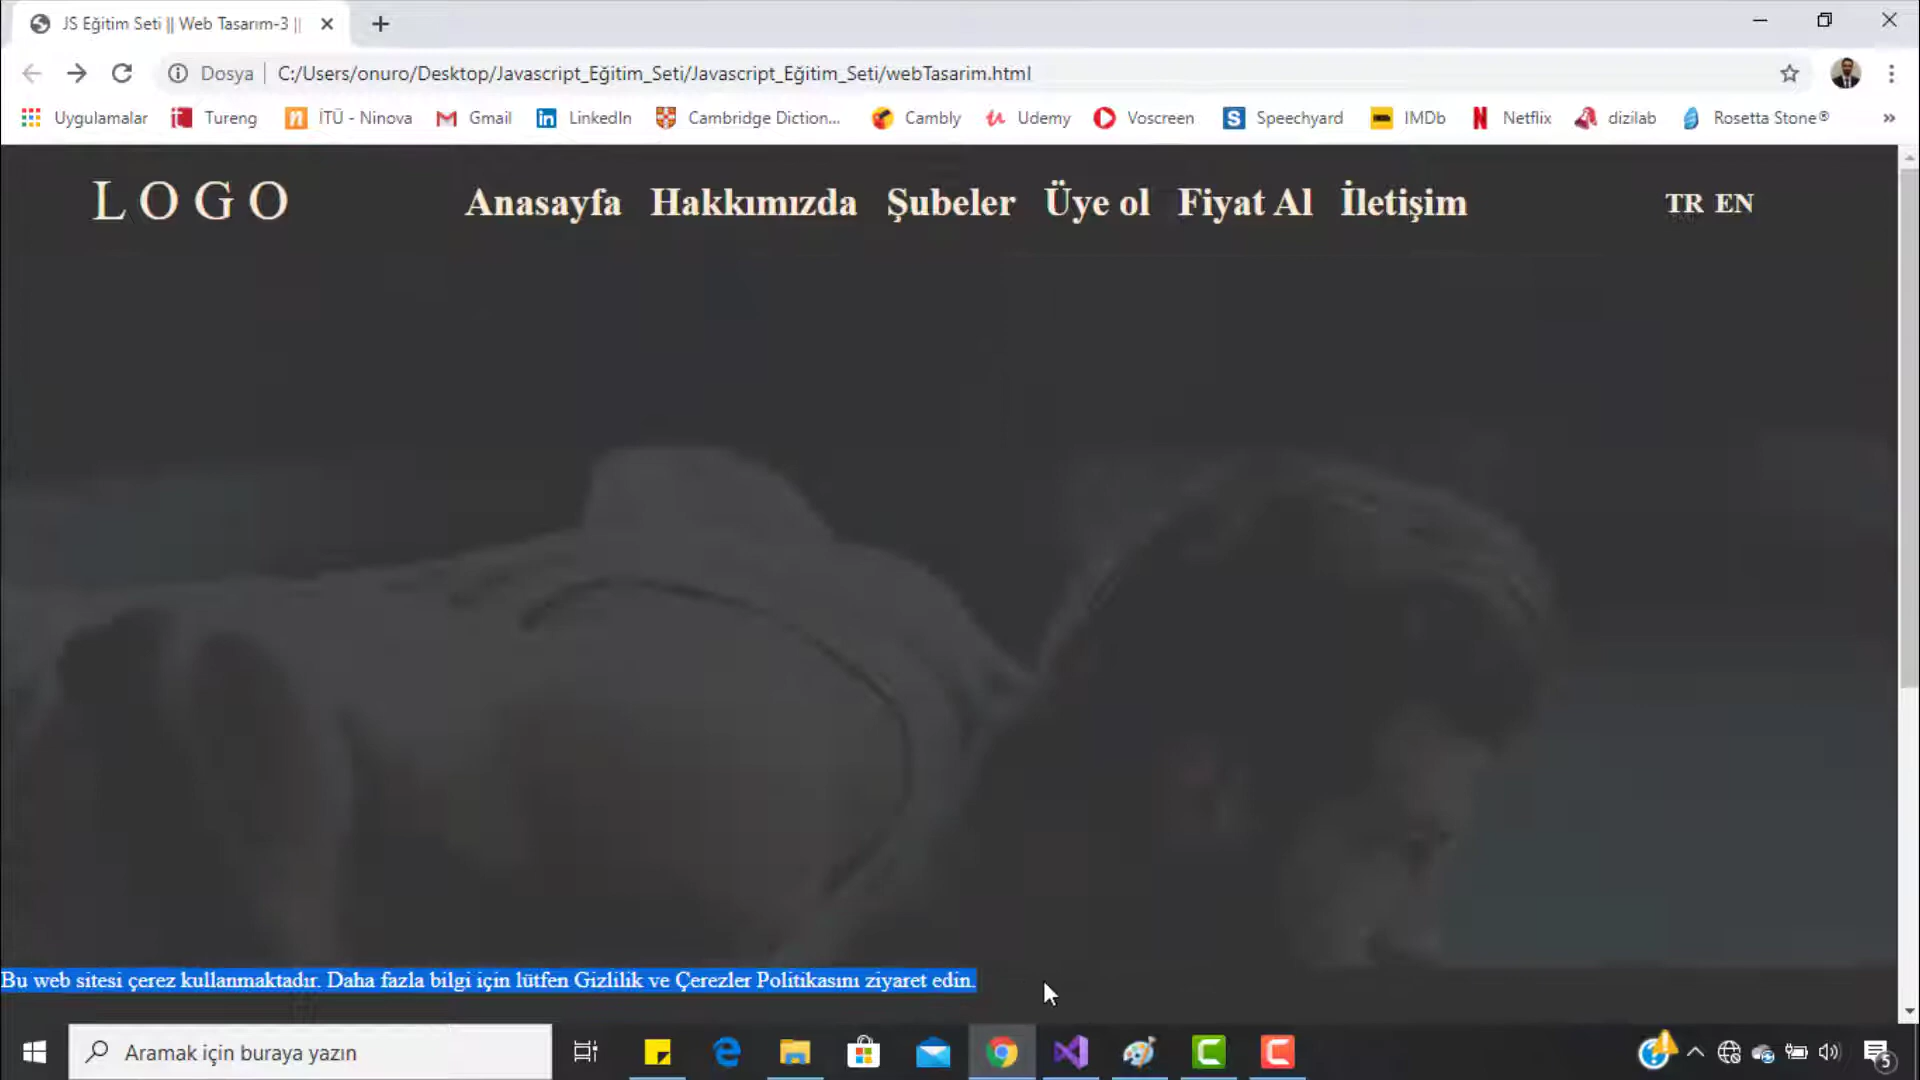 JS Eğitim Seti || Web Tasarım-3 ||
Dosya C:/Users/onuro/Desktop/Javascript_Eğitim_Seti/Javascript_Eğitim_Seti/webTasarim.html
Uygulamalar Tureng İTÜ - Ninova Gmail LinkedIn Cambridge Diction... Cambly Udemy Voscreen Speechyard IMDb Netflix dizilab Rosetta Stone® »
LOGO Anasayfa Hakkımızda Şubeler Üye ol Fiyat Al İletişim TR EN
Bu web sitesi çerez kullanmaktadır. Daha fazla bilgi için lütfen Gizlilik ve Çerezler Politikasını ziyaret edin.
Aramak için buraya yazın 5